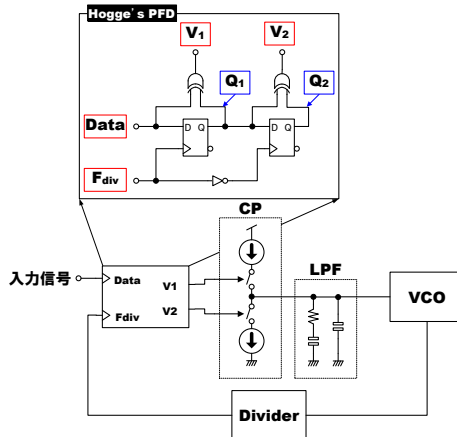 Hogge's PFD
V1
V2
Q1
Q2
Data
D Q
D Q
Fdiv
CP
入力信号
Data
V1
V2
Fdiv
LPF
VCO
Divider